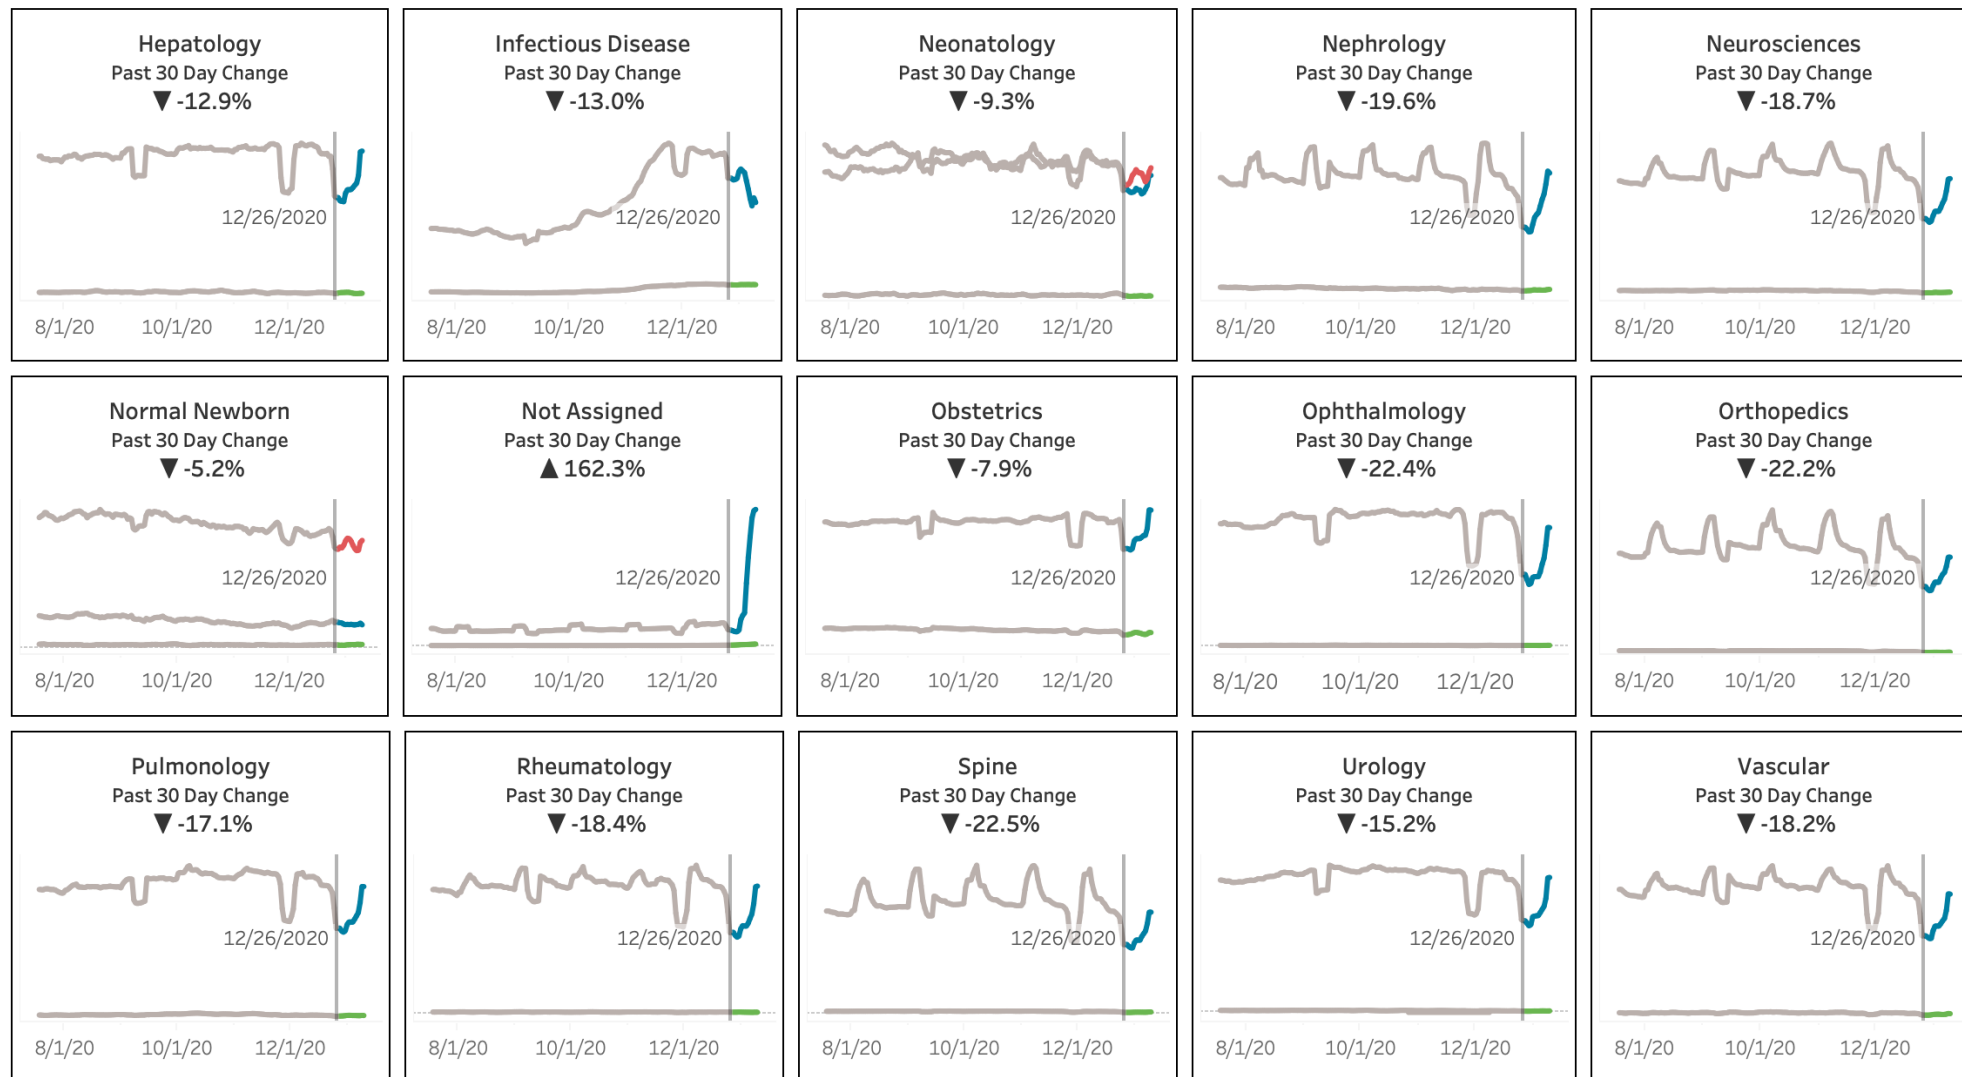 Hepatology
Past 30 Day Change
▼ -12.9%
12/26/2020
8/1/20 10/1/20 12/1/20
Infectious Disease
Past 30 Day Change
▼ -13.0%
12/26/2020
8/1/20 10/1/20 12/1/20
Neonatology
Past 30 Day Change
▼ -9.3%
12/26/2020
8/1/20 10/1/20 12/1/20
Nephrology
Past 30 Day Change
▼ -19.6%
12/26/2020
8/1/20 10/1/20 12/1/20
Neurosciences
Past 30 Day Change
▼ -18.7%
12/26/2020
8/1/20 10/1/20 12/1/20
Normal Newborn
Past 30 Day Change
▼ -5.2%
12/26/2020
8/1/20 10/1/20 12/1/20
Not Assigned
Past 30 Day Change
▲ 162.3%
12/26/2020
8/1/20 10/1/20 12/1/20
Obstetrics
Past 30 Day Change
▼ -7.9%
12/26/2020
8/1/20 10/1/20 12/1/20
Ophthalmology
Past 30 Day Change
▼ -22.4%
12/26/2020
8/1/20 10/1/20 12/1/20
Orthopedics
Past 30 Day Change
▼ -22.2%
12/26/2020
8/1/20 10/1/20 12/1/20
Pulmonology
Past 30 Day Change
▼ -17.1%
12/26/2020
8/1/20 10/1/20 12/1/20
Rheumatology
Past 30 Day Change
▼ -18.4%
12/26/2020
8/1/20 10/1/20 12/1/20
Spine
Past 30 Day Change
▼ -22.5%
12/26/2020
8/1/20 10/1/20 12/1/20
Urology
Past 30 Day Change
▼ -15.2%
12/26/2020
8/1/20 10/1/20 12/1/20
Vascular
Past 30 Day Change
▼ -18.2%
12/26/2020
8/1/20 10/1/20 12/1/20